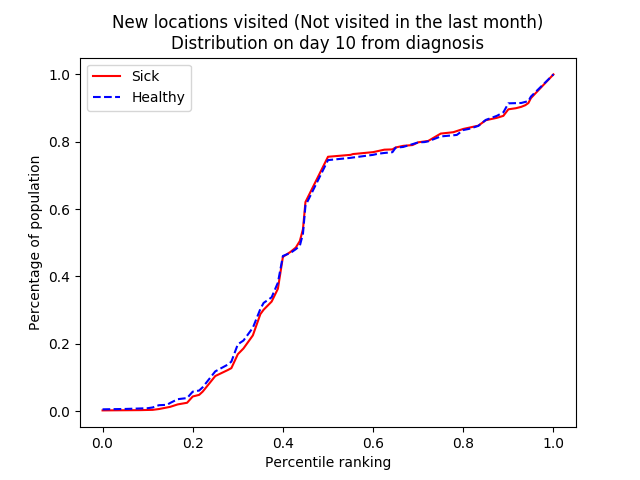 New locations visited (Not visited in the last month)
Distribution on day 10 from diagnosis
Sick
Healthy
Percentage of population
1.0
0.8
0.6
0.4
0.2
0.0
0.0 0.2 0.4 0.6 0.8 1.0
Percentile ranking